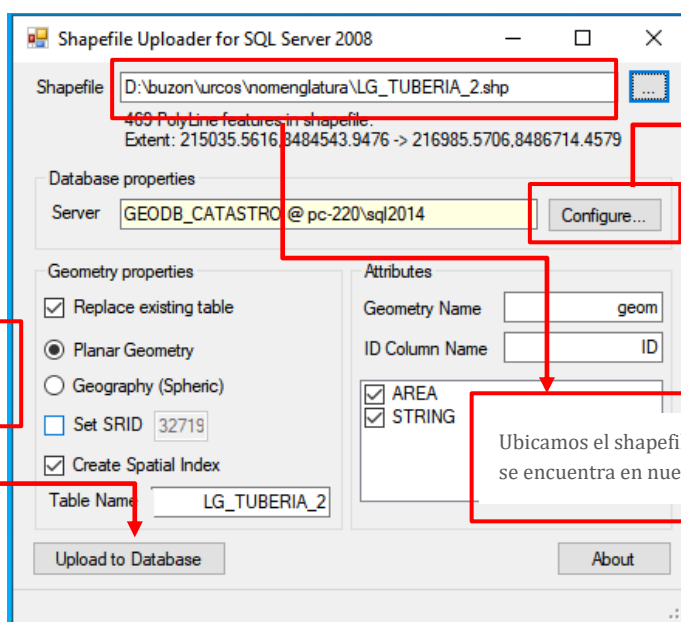 Shapefile Uploader for SQL Server 2008
Shapefile D:\buzon\urcos\nomenglatura\LG_TUBERIA_2.shp ...
469 PolyLine features in shapefile.
Extent: 215035.5616,8484543.9476 -> 216985.5706,8486714.4579
Database properties
Server GEODB_CATASTRO @ pc-220\sql2014 Configure...
Geometry properties
Replace existing table
Planar Geometry
Geography (Spheric)
Set SRID 32719
Create Spatial Index
Table Name LG_TUBERIA_2
Attributes
Geometry Name geom
ID Column Name ID
AREA
STRING
Ubicamos el shapefi
se encuentra en nue
Upload to Database
About